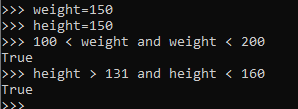 >>> weight=150
>>> height=150
>>> 100 < weight and weight < 200
True
>>> height > 131 and height < 160
True
>>>